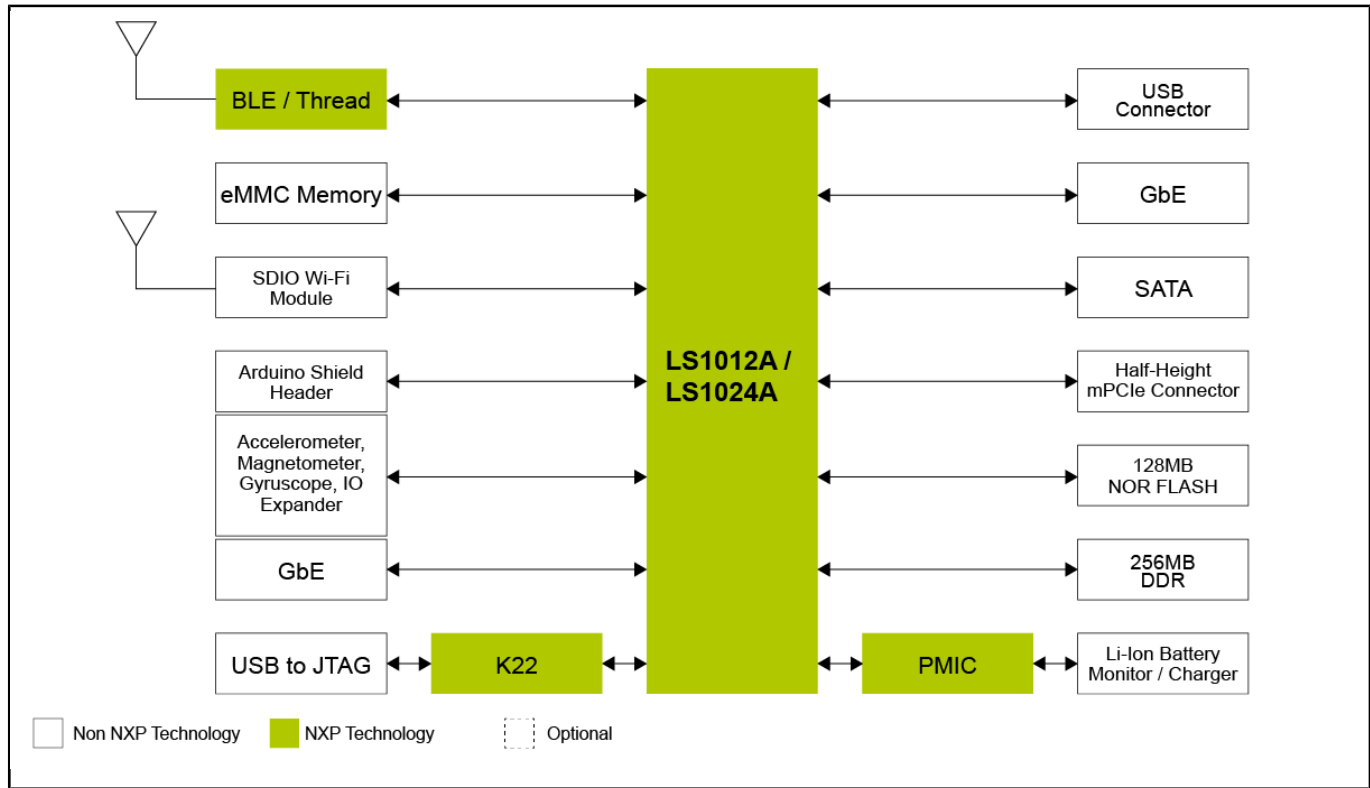 BLE / Thread
USB
Connector
eMMC Memory
GbE
SDIO Wi-Fi
Module
SATA
LS1012A /
LS1024A
Arduino Shield
Header
Half-Height
mPCIe Connector
Accelerometer,
Magnetometer,
Gyruscope, IO
Expander
128MB
NOR FLASH
GbE
256MB
DDR
USB to JTAG
K22
PMIC
Li-Ion Battery
Monitor / Charger
Non NXP Technology
NXP Technology
Optional